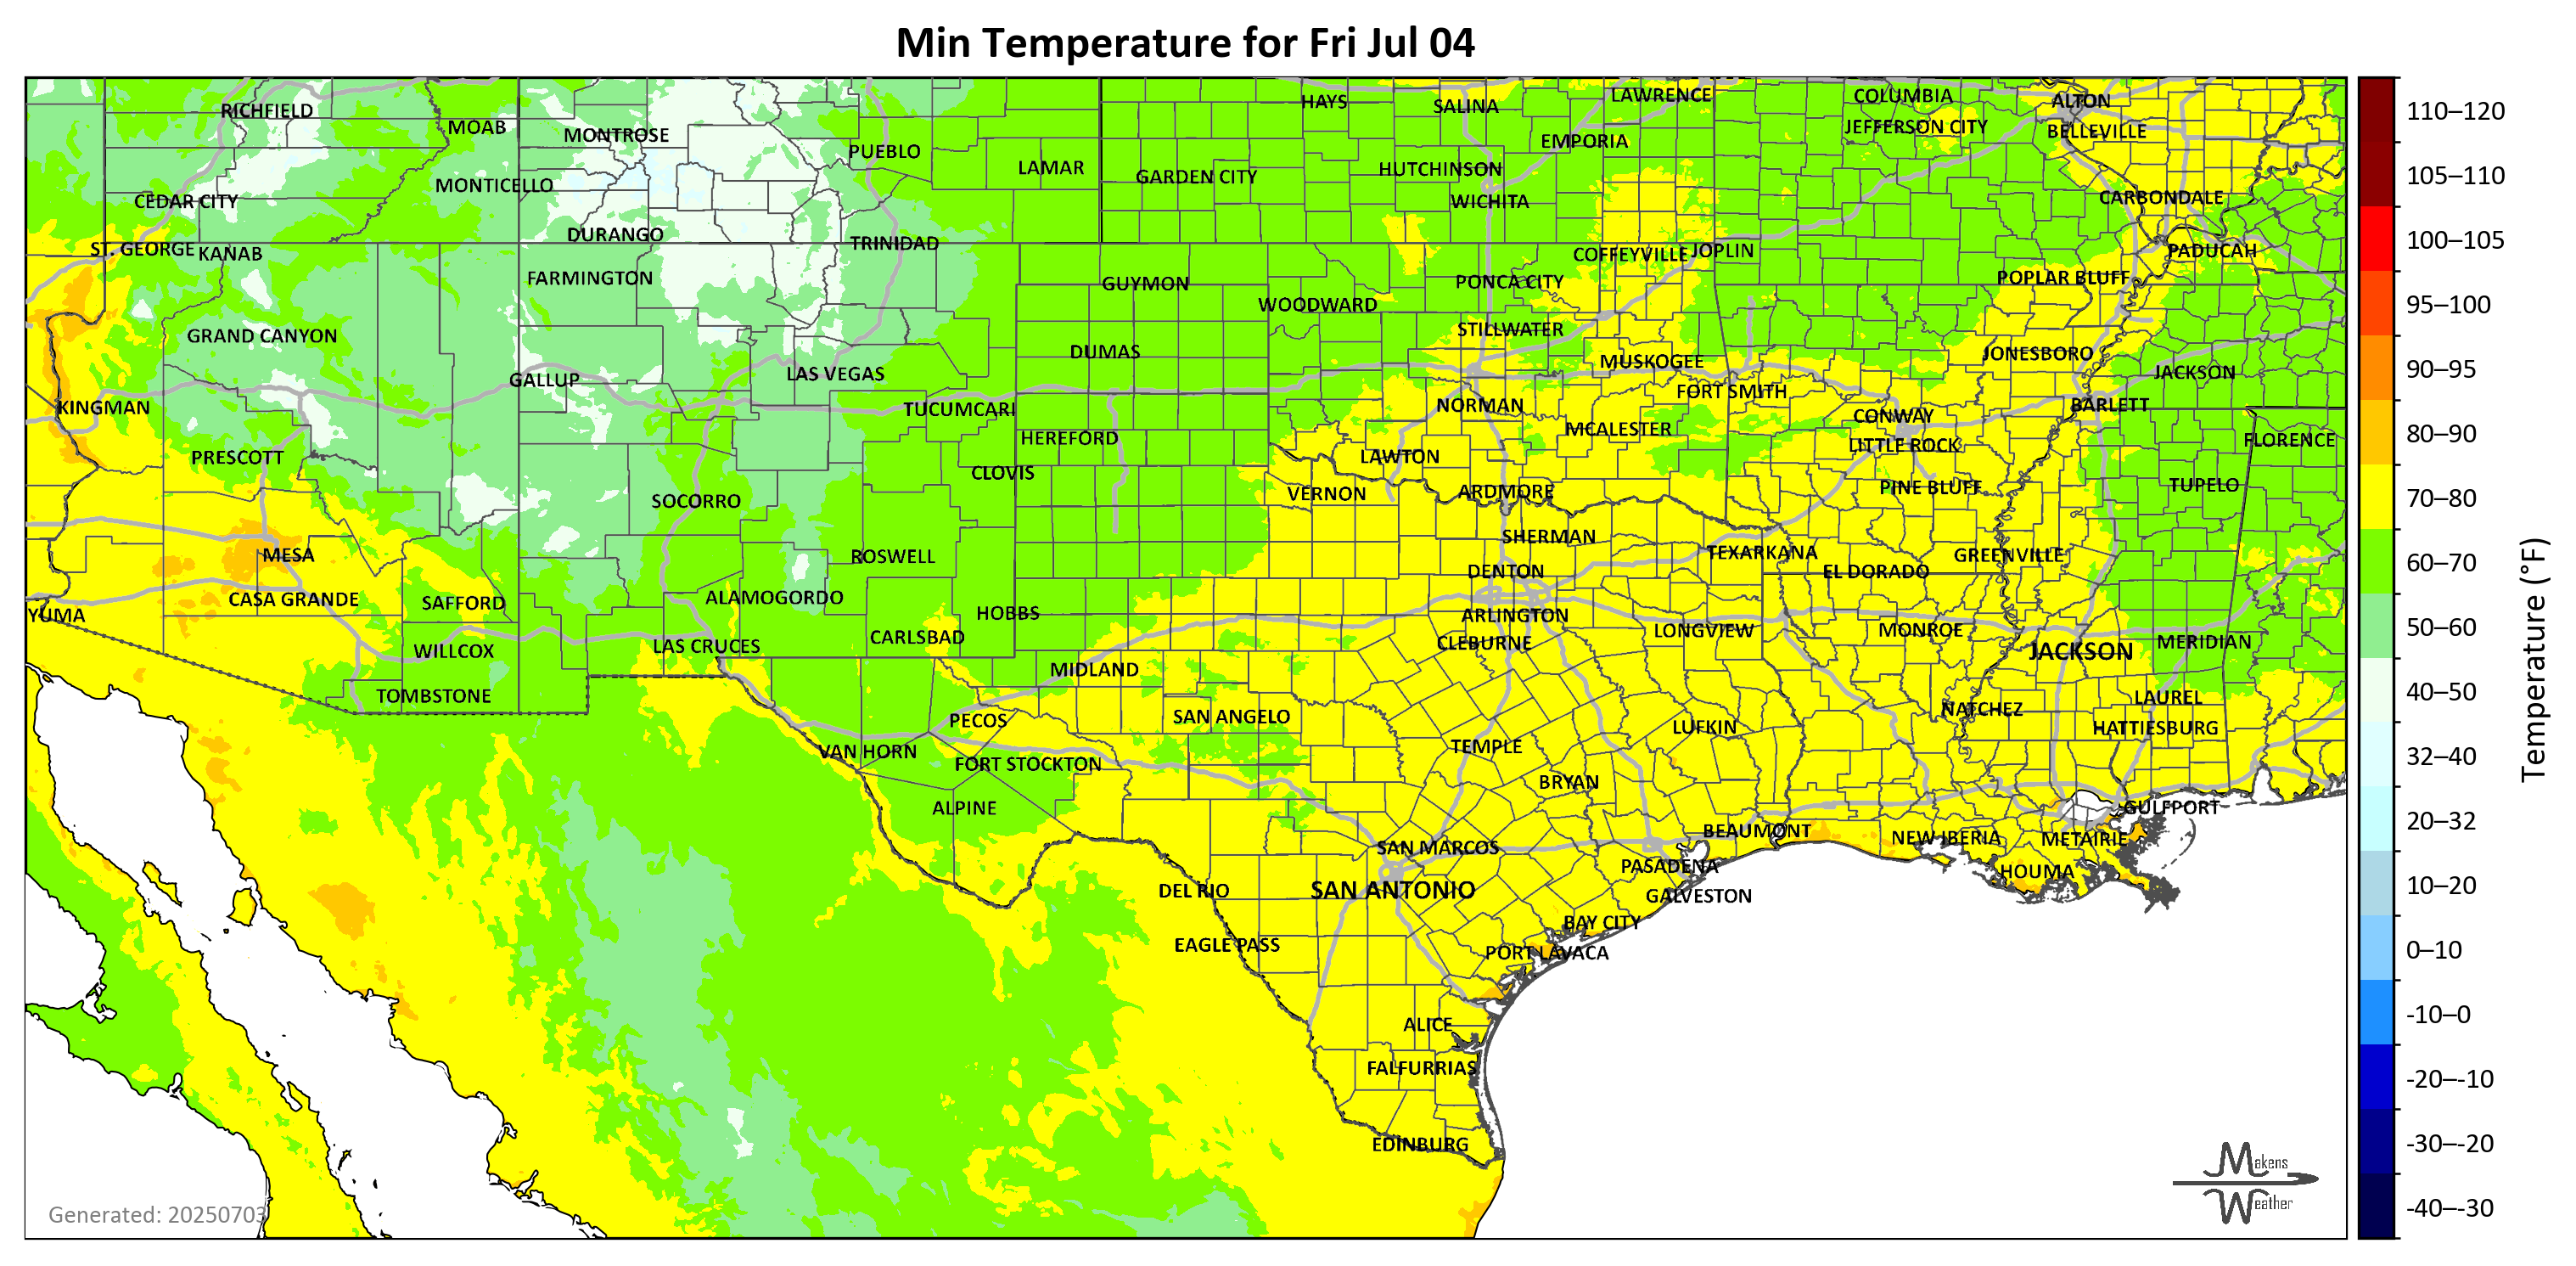 Min Temperature for Fri Jul 04
RICHFIELD
MOAB
MONTROSE
PUEBLO
LAMAR
GARDEN CITY
HAYS
SALINA
LAWRENCE
EMPORIA
HUTCHINSON
WICHITA
COLUMBIA
JEFFERSON CITY
ALTON
BELLEVILLE
CARBONDALE
MONTICELLO
CEDAR CITY
DURANGO
TRINIDAD
ST. GEORGE
KANAB
FARMINGTON
GUYMON
WOODWARD
PONCA CITY
COFFEYVILLE
JOPLIN
POPLAR BLUFF
PADUCAH
GRAND CANYON
DUMAS
STILLWATER
MUSKOGEE
JONESBORO
JACKSON
GALLUP
LAS VEGAS
KINGMAN
TUCUMCARI
HEREFORD
NORMAN
FORT SMITH
MCALESTER
CONWAY
LITTLE ROCK
BARLETT
FLORENCE
PRESCOTT
SOCORRO
CLOVIS
VERNON
LAWTON
ARDMORE
PINE BLUFF
TUPELO
MESA
ROSWELL
SHERMAN
TEXARKANA
GREENVILLE
DENTON
EL DORADO
YUMA
CASA GRANDE
SAFFORD
ALAMOGORDO
HOBBS
ARLINGTON
CLEBURNE
LONGVIEW
MONROE
JACKSON
MERIDIAN
WILLCOX
LAS CRUCES
CARLSBAD
MIDLAND
TOMBSTONE
PECOS
SAN ANGELO
LUFKIN
NATCHEZ
LAUREL
HATTIESBURG
VAN HORN
FORT STOCKTON
TEMPLE
BRYAN
ALPINE
GULFPORT
SAN MARCOS
BEAUMONT
NEW IBERIA
METAIRIE
PASADENA
HOUMA
DEL RIO
SAN ANTONIO
GALVESTON
BAY CITY
EAGLE PASS
PORT LAVACA
ALICE
FALFURRIAS
EDINBURG
Generated: 20250703
Makens
Weather
110–120
105–110
100–105
95–100
90–95
80–90
70–80
60–70
50–60
40–50
32–40
20–32
10–20
0–10
-10–0
-20–-10
-30–-20
-40–-30
Temperature (°F)